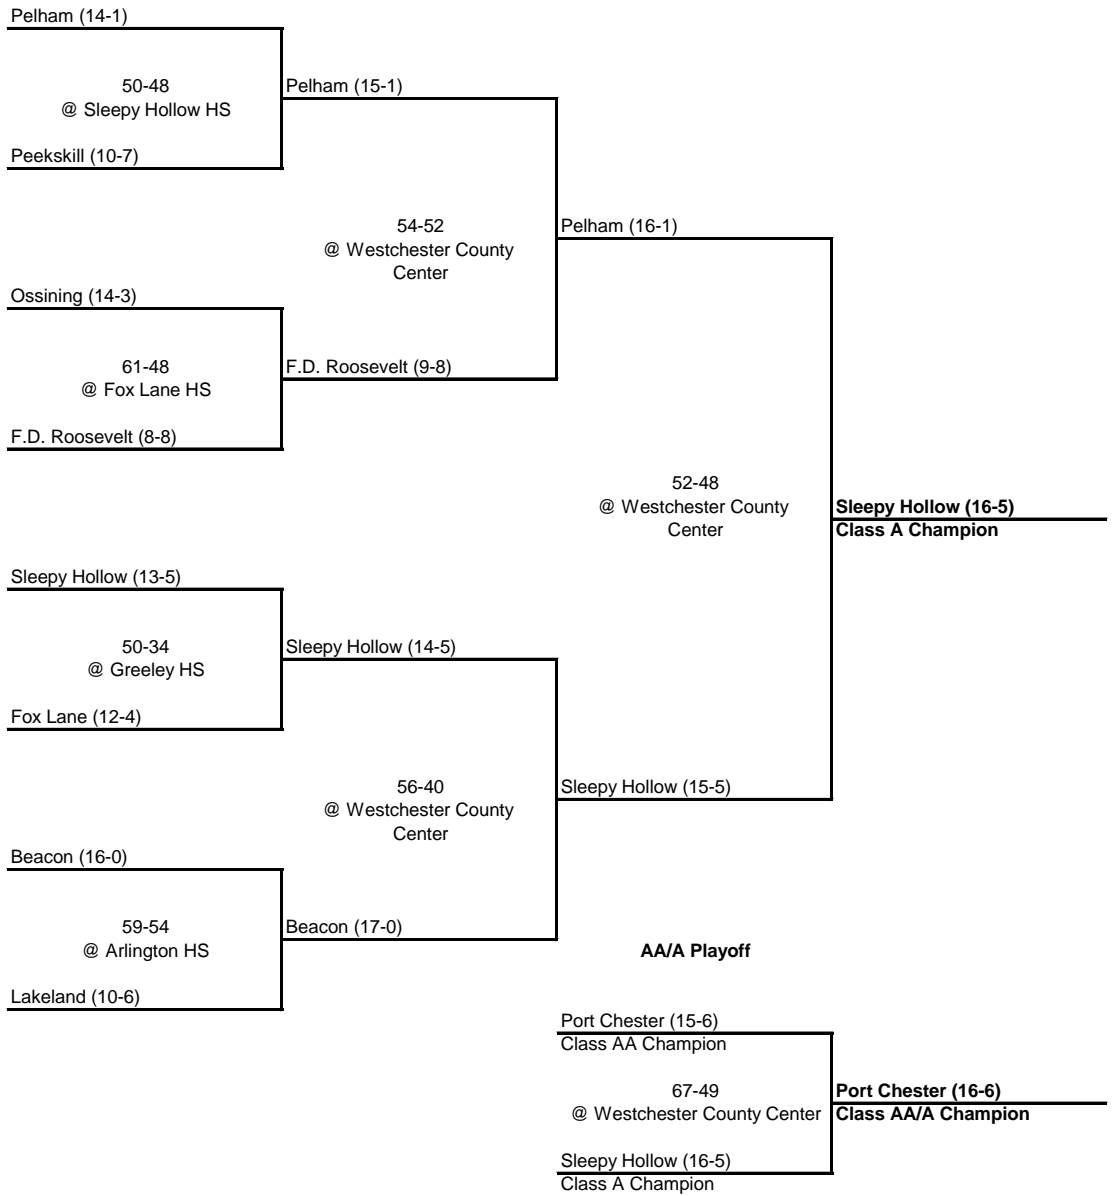 Pelham (14-1)
50-48
@ Sleepy Hollow HS
Pelham (15-1)
Peekskill (10-7)
54-52
@ Westchester County
Center
Pelham (16-1)
Ossining (14-3)
61-48
@ Fox Lane HS
F.D. Roosevelt (9-8)
F.D. Roosevelt (8-8)
52-48
@ Westchester County
Center
Sleepy Hollow (16-5)
Class A Champion
Sleepy Hollow (13-5)
50-34
@ Greeley HS
Sleepy Hollow (14-5)
Fox Lane (12-4)
56-40
@ Westchester County
Center
Sleepy Hollow (15-5)
Beacon (16-0)
59-54
@ Arlington HS
Beacon (17-0)
Lakeland (10-6)
AA/A Playoff
Port Chester (15-6)
Class AA Champion
67-49
@ Westchester County Center
Port Chester (16-6)
Class AA/A Champion
Sleepy Hollow (16-5)
Class A Champion